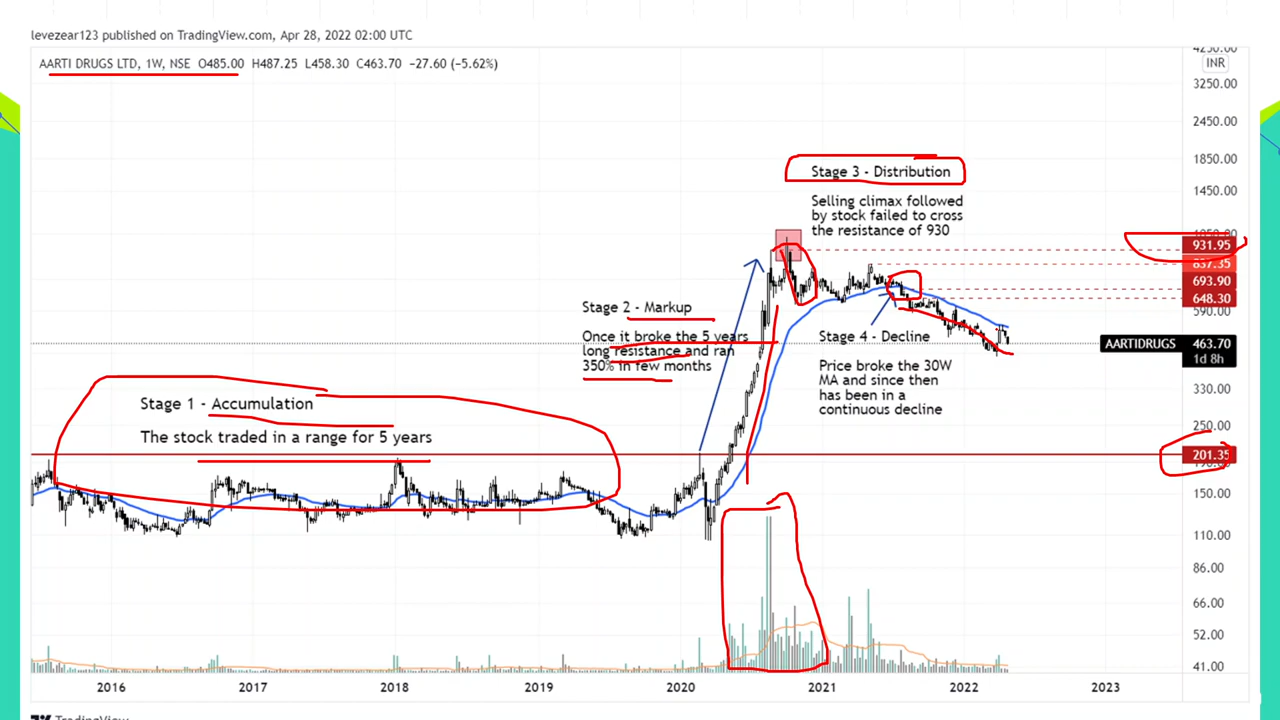 levezear123 published on TradingView.com, Apr 28, 2022 02:00 UTC
AARTI DRUGS LTD, 1W, NSE O485.00 H487.25 L458.30 C463.70 −27.60 (−5.62%)
INR
3250.00
2450.00
1850.00
1450.00
Stage 3 - Distribution
Selling climax followed
by stock failed to cross
the resistance of 930
931.95
837.35
693.90
648.30
590.00
Stage 2 - Markup
Once it broke the 5 years
long resistance and ran
350% in few months
Stage 4 - Decline
Price broke the 30W
MA and since then
has been in a
continuous decline
AARTIDRUGS 463.70
1d 8h
330.00
250.00
Stage 1 - Accumulation
The stock traded in a range for 5 years
201.35
150.00
110.00
86.00
66.00
52.00
41.00
2016 2017 2018 2019 2020 2021 2022 2023
TradingView